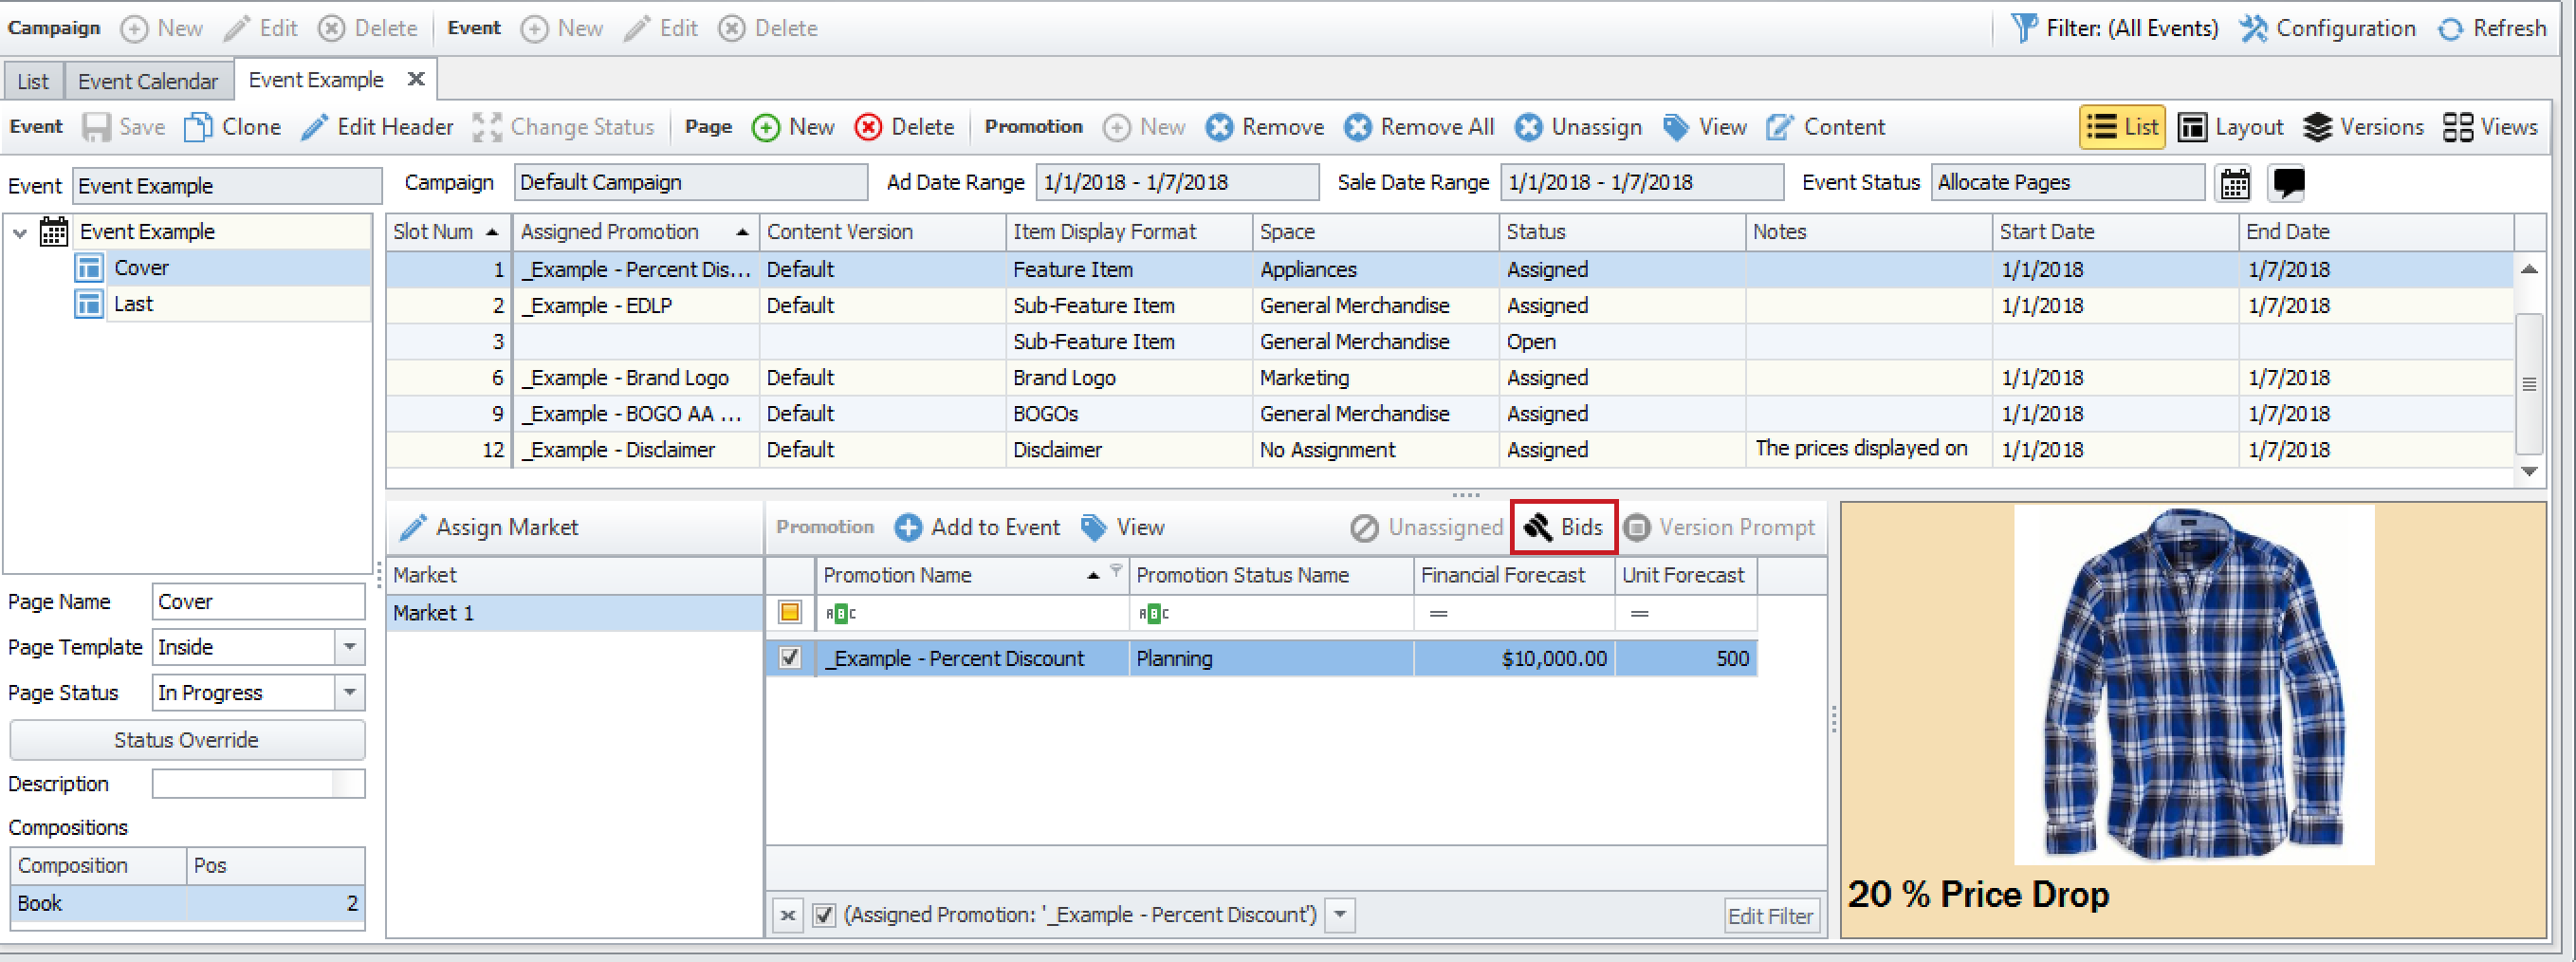 Campaign New Edit Delete Event New Edit Delete Filter: (All Events) Configuration Refresh
List Event Calendar Event Example
Event Save Clone Edit Header Change Status Page New Delete Promotion New Remove Remove All Unassign View Content List Layout Versions Views
Event Event Example Campaign Default Campaign Ad Date Range 1/1/2018 - 1/7/2018 Sale Date Range 1/1/2018 - 1/7/2018 Event Status Allocate Pages
Event Example
Cover
Last
Slot Num Assigned Promotion Content Version Item Display Format Space Status Notes Start Date End Date
1 _Example - Percent Dis... Default Feature Item Appliances Assigned 1/1/2018 1/7/2018
2 _Example - EDLP Default Sub-Feature Item General Merchandise Assigned 1/1/2018 1/7/2018
3 Sub-Feature Item General Merchandise Open
6 _Example - Brand Logo Default Brand Logo Marketing Assigned 1/1/2018 1/7/2018
9 _Example - BOGO AA ... Default BOGOs General Merchandise Assigned 1/1/2018 1/7/2018
12 _Example - Disclaimer Default Disclaimer No Assignment Assigned The prices displayed on 1/1/2018 1/7/2018
Page Name Cover
Page Template Inside
Page Status In Progress
Status Override
Description
Compositions
Composition Pos
Book 2
Assign Market
Market
Market 1
Promotion Add to Event View Unassigned Bids Version Prompt
Promotion Name Promotion Status Name Financial Forecast Unit Forecast
ABC ABC = =
_Example - Percent Discount Planning $10,000.00 500
(Assigned Promotion: '_Example - Percent Discount') Edit Filter
20 % Price Drop